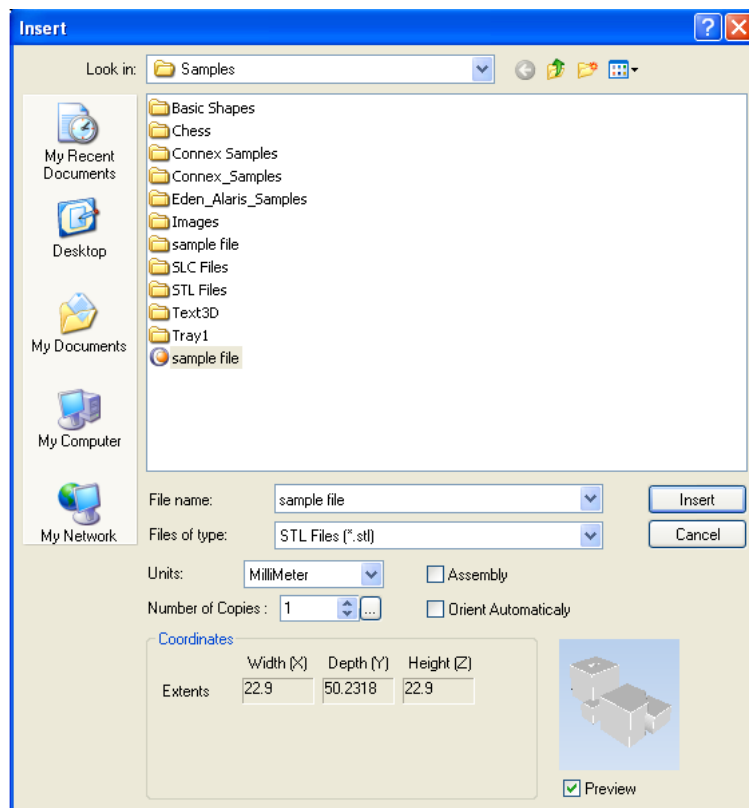 Insert
Look in: Samples
My Recent Documents
Desktop
My Documents
My Computer
My Network
Basic Shapes
Chess
Connex Samples
Connex_Samples
Eden_Alaris_Samples
Images
sample file
SLC Files
STL Files
Text3D
Tray1
sample file
File name: sample file Insert
Files of type: STL Files (*.stl) Cancel
Units: MilliMeter Assembly
Number of Copies : 1 ... Orient Automaticaly
Coordinates
Width (X) Depth (Y) Height (Z)
Extents 22.9 50.2318 22.9
Preview